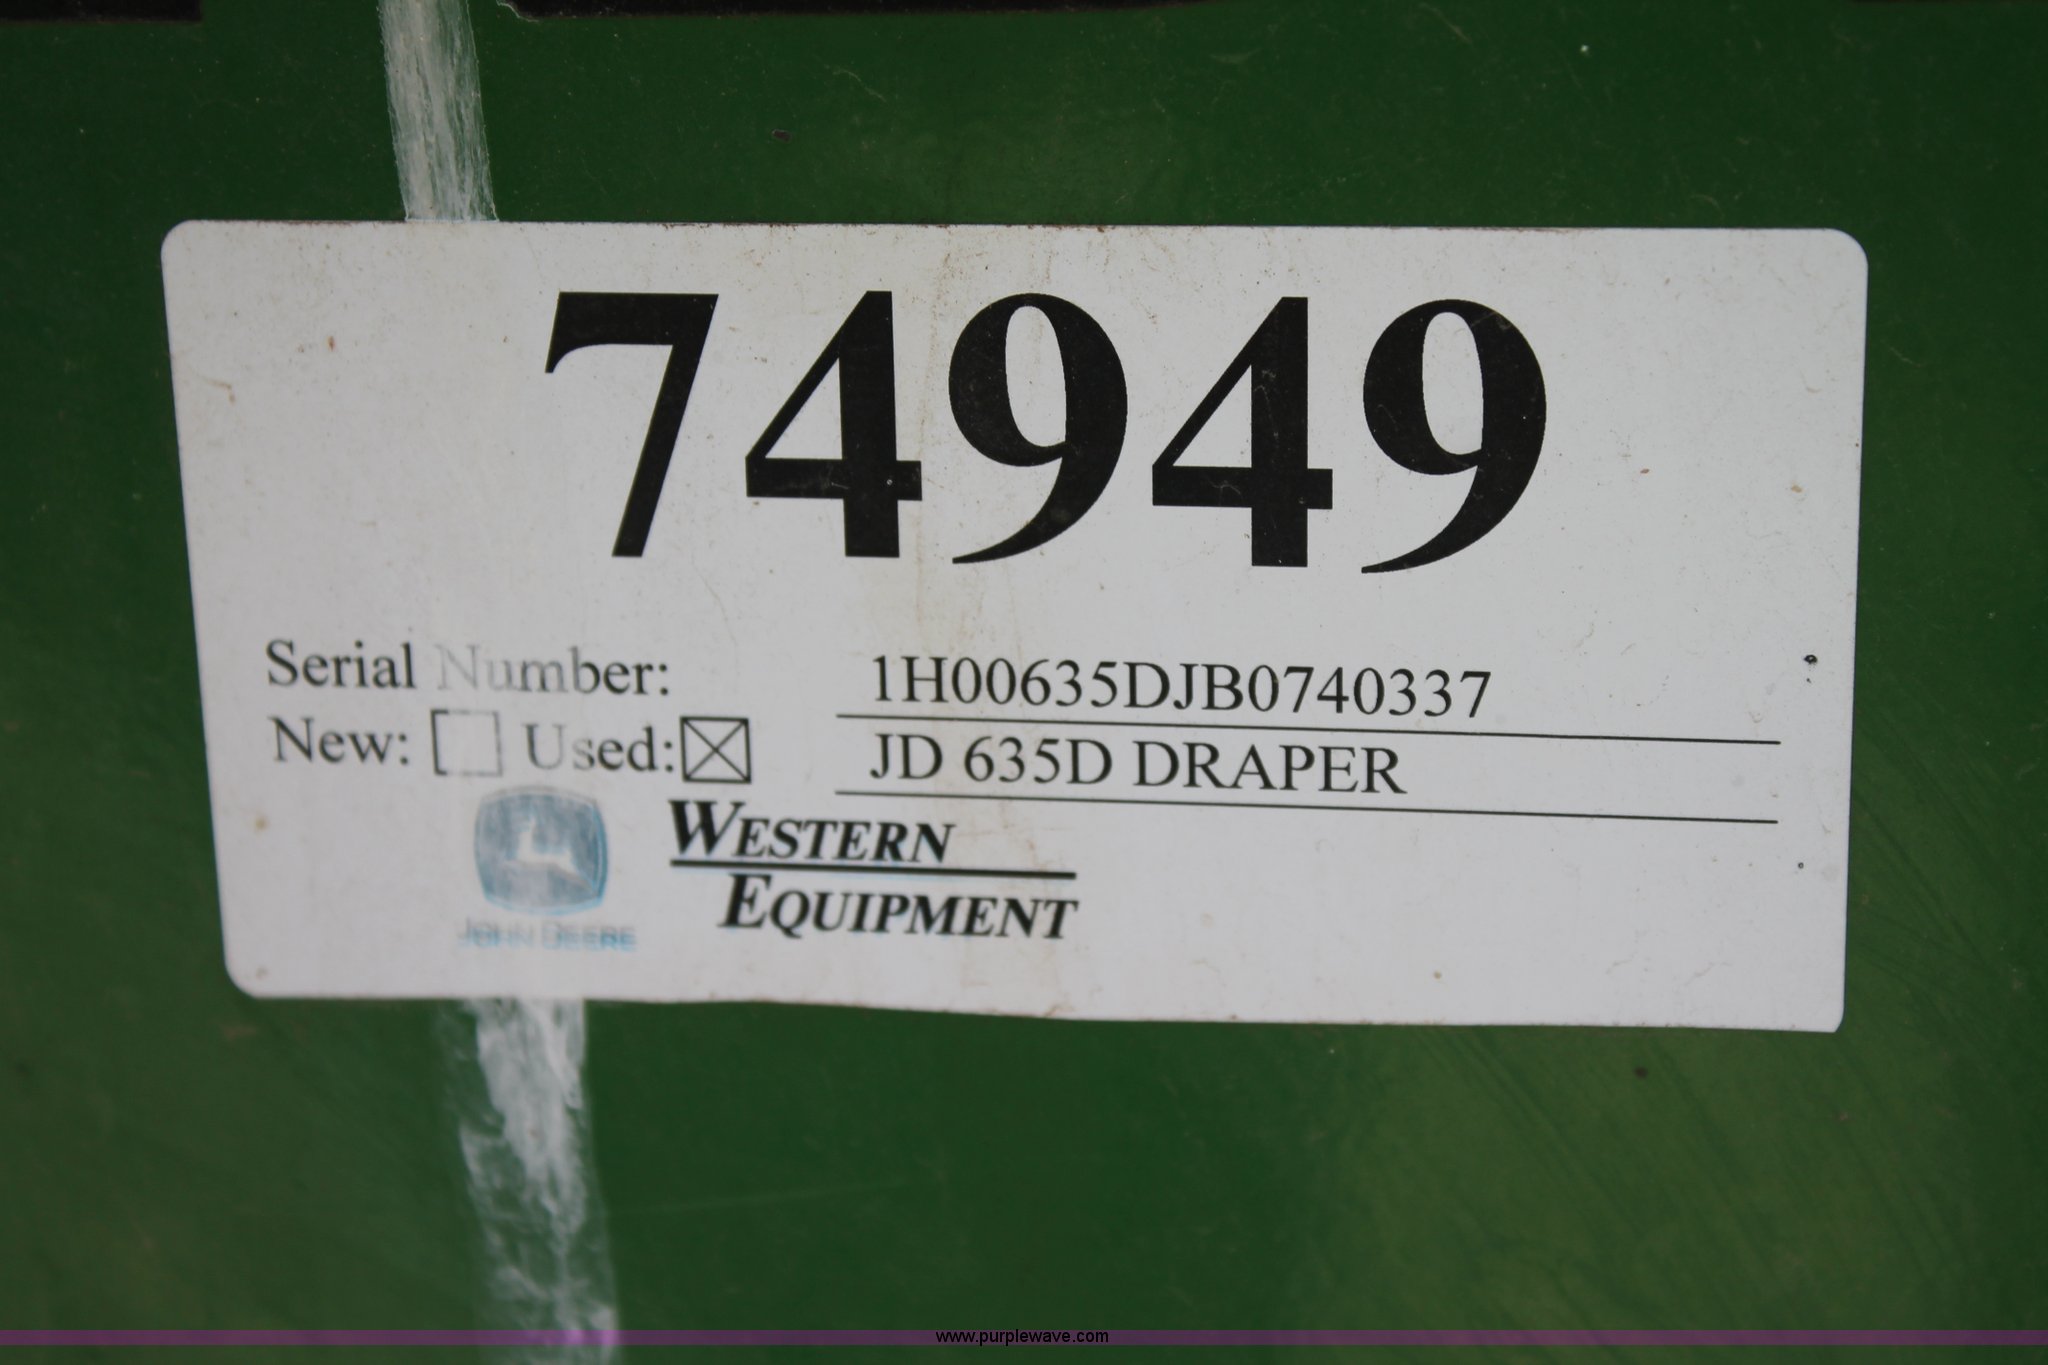 74949
Serial Number: 1H00635DJB0740337
New: Used: JD 635D DRAPER
WESTERN
EQUIPMENT
JOHN DEERE
www.purplewave.com